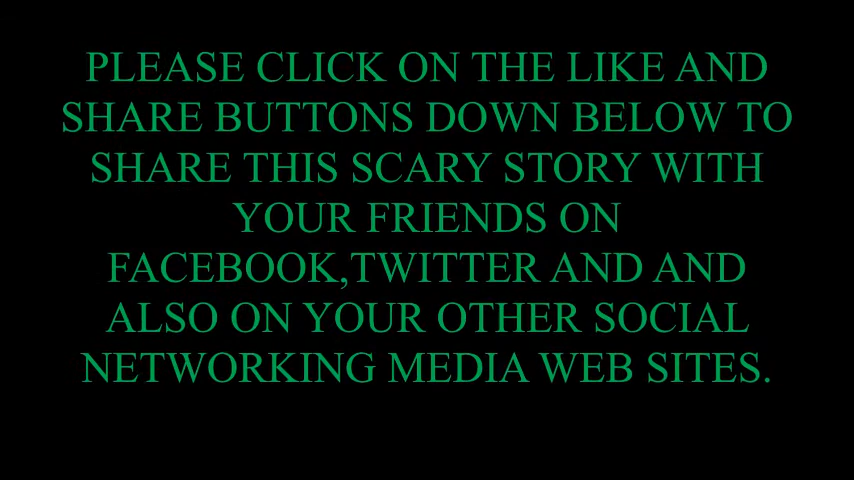 PLEASE CLICK ON THE LIKE AND
SHARE BUTTONS DOWN BELOW TO
SHARE THIS SCARY STORY WITH
YOUR FRIENDS ON
FACEBOOK,TWITTER AND AND
ALSO ON YOUR OTHER SOCIAL
NETWORKING MEDIA WEB SITES.